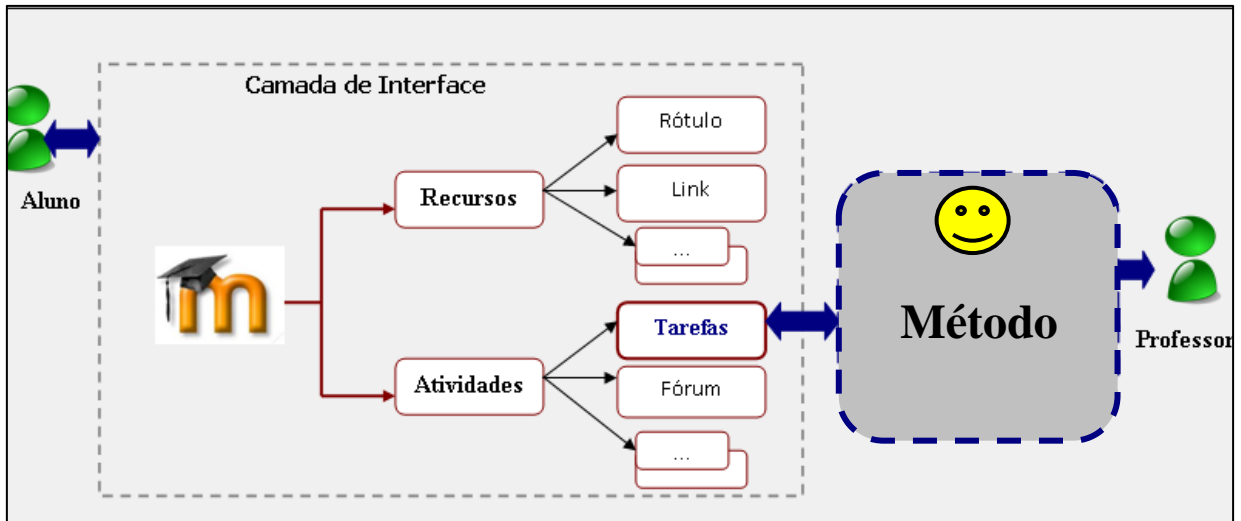 Camada de Interface
Aluno
m
Recursos
Rótulo
Link
...
Atividades
Tarefas
Fórum
...
Método
Professor